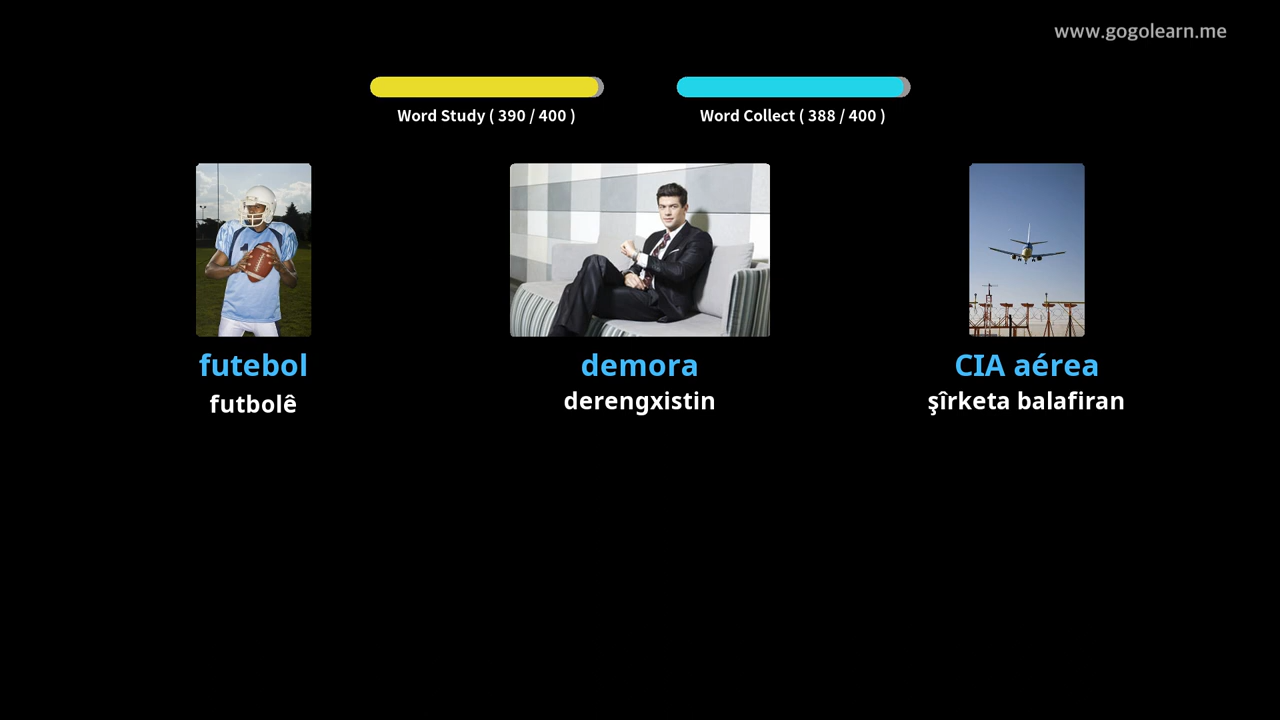 www.gogolearn.me
Word Study ( 390 / 400 )
Word Collect ( 388 / 400 )
futebol
futbolê
demora
derengxistin
CIA aérea
şîrketa balafiran